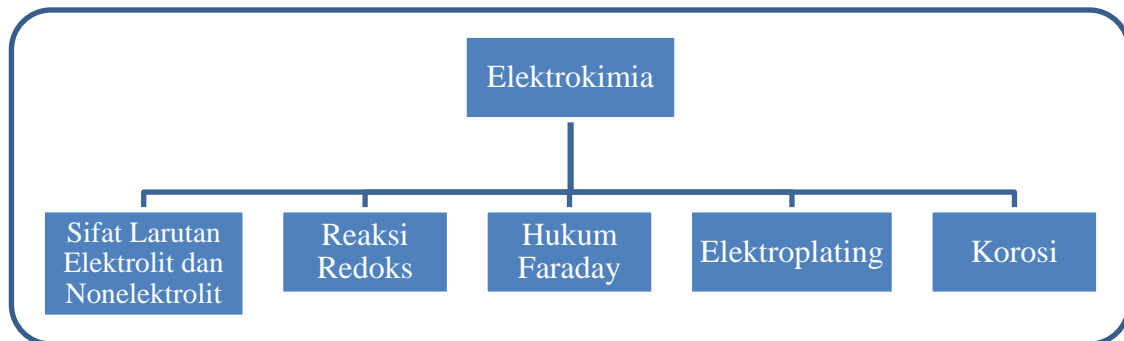 Elektrokimia
Sifat Larutan
Elektrolit dan
Nonelektrolit
Reaksi
Redoks
Hukum
Faraday
Elektroplating
Korosi